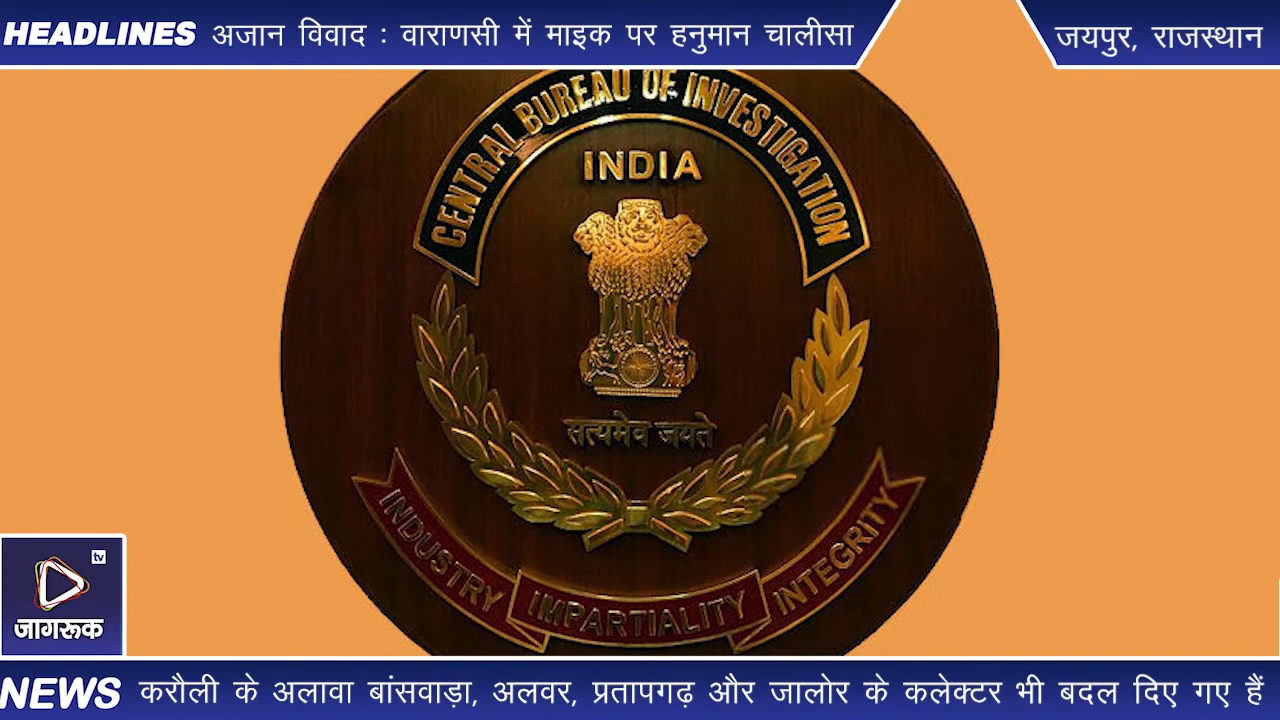 HEADLINES अजान विवाद : वाराणसी में माइक पर हनुमान चालीसा
जयपुर, राजस्थान
CENTRAL BUREAU OF INVESTIGATION
INDIA
सत्यमेव जयते
INDUSTRY IMPARTIALITY INTEGRITY
tv
जागरूक
NEWS करौली के अलावा बांसवाड़ा, अलवर, प्रतापगढ़ और जालोर के कलेक्टर भी बदल दिए गए हैं